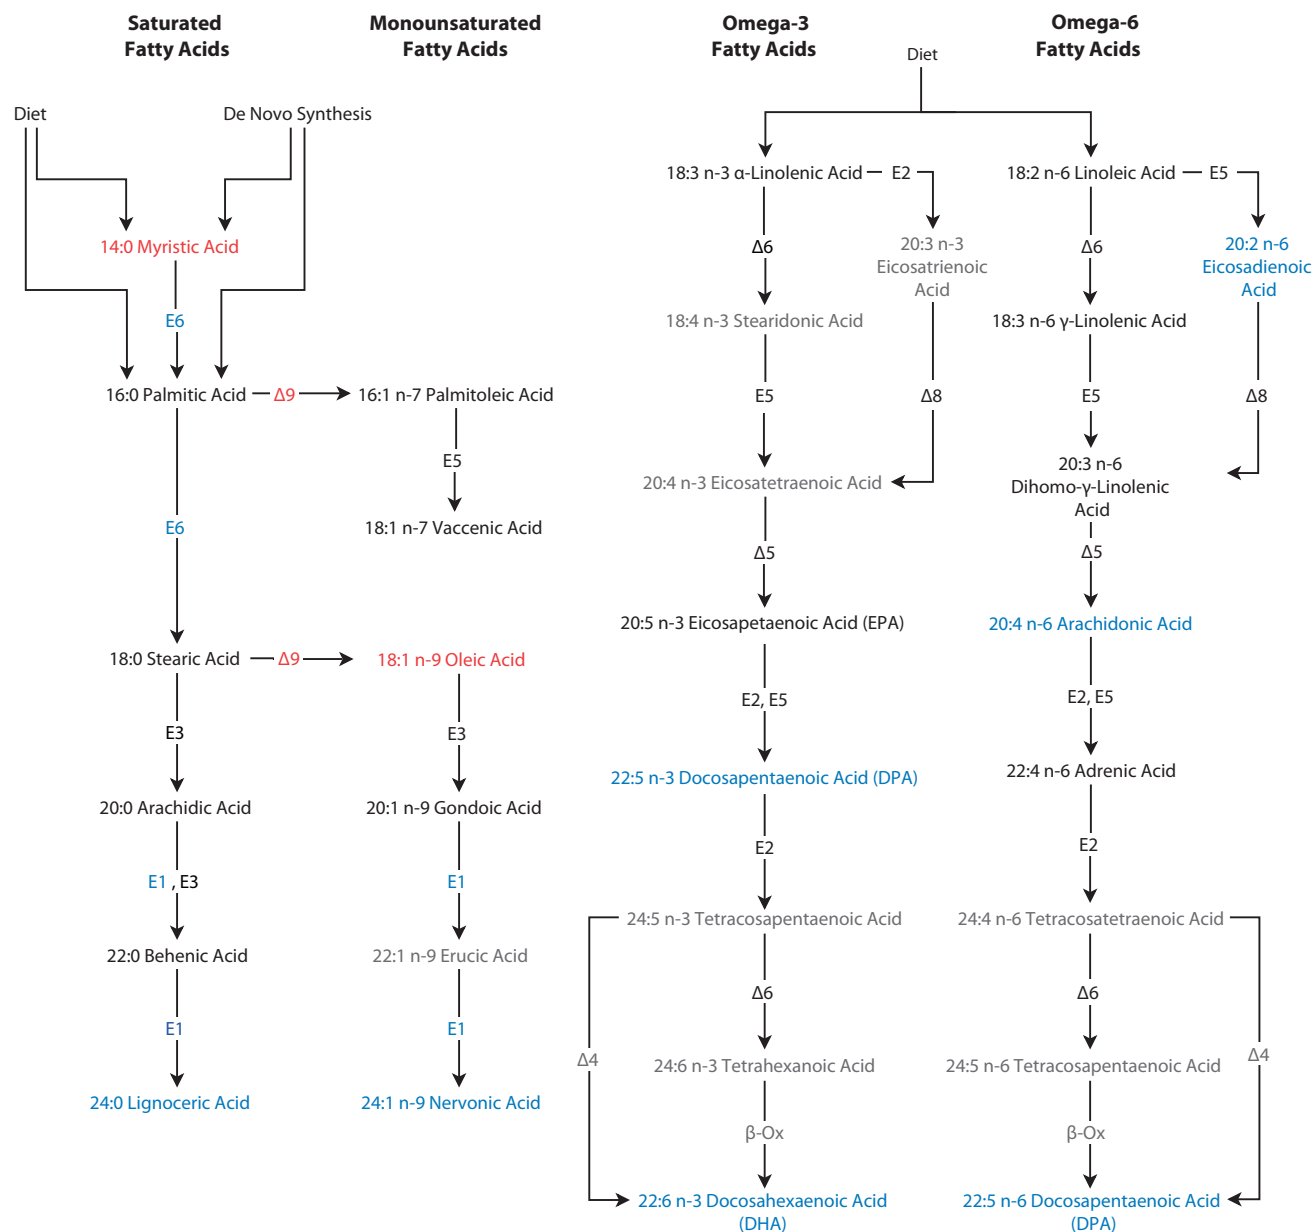 Saturated
Fatty Acids
Monounsaturated
Fatty Acids
Omega-3
Fatty Acids
Omega-6
Fatty Acids
Diet
De Novo Synthesis
14:0 Myristic Acid
E6
16:0 Palmitic Acid
Δ9
16:1 n-7 Palmitoleic Acid
E5
18:1 n-7 Vaccenic Acid
E6
18:0 Stearic Acid
Δ9
18:1 n-9 Oleic Acid
E3
E3
20:0 Arachidic Acid
20:1 n-9 Gondoic Acid
E1 , E3
E1
22:0 Behenic Acid
22:1 n-9 Erucic Acid
E1
E1
24:0 Lignoceric Acid
24:1 n-9 Nervonic Acid
Diet
18:3 n-3 α-Linolenic Acid
E2
18:2 n-6 Linoleic Acid
E5
Δ6
20:3 n-3
Eicosatrienoic
Acid
Δ6
20:2 n-6
Eicosadienoic
Acid
18:4 n-3 Stearidonic Acid
18:3 n-6 γ-Linolenic Acid
E5
Δ8
E5
Δ8
20:4 n-3 Eicosatetraenoic Acid
20:3 n-6
Dihomo-γ-Linolenic
Acid
Δ5
Δ5
20:5 n-3 Eicosapetaenoic Acid (EPA)
20:4 n-6 Arachidonic Acid
E2, E5
E2, E5
22:5 n-3 Docosapentaenoic Acid (DPA)
22:4 n-6 Adrenic Acid
E2
E2
24:5 n-3 Tetracosapentaenoic Acid
24:4 n-6 Tetracosatetraenoic Acid
Δ6
Δ6
Δ4
24:6 n-3 Tetrahexanoic Acid
24:5 n-6 Tetracosapentaenoic Acid
Δ4
β-Ox
β-Ox
22:6 n-3 Docosahexaenoic Acid
(DHA)
22:5 n-6 Docosapentaenoic Acid
(DPA)